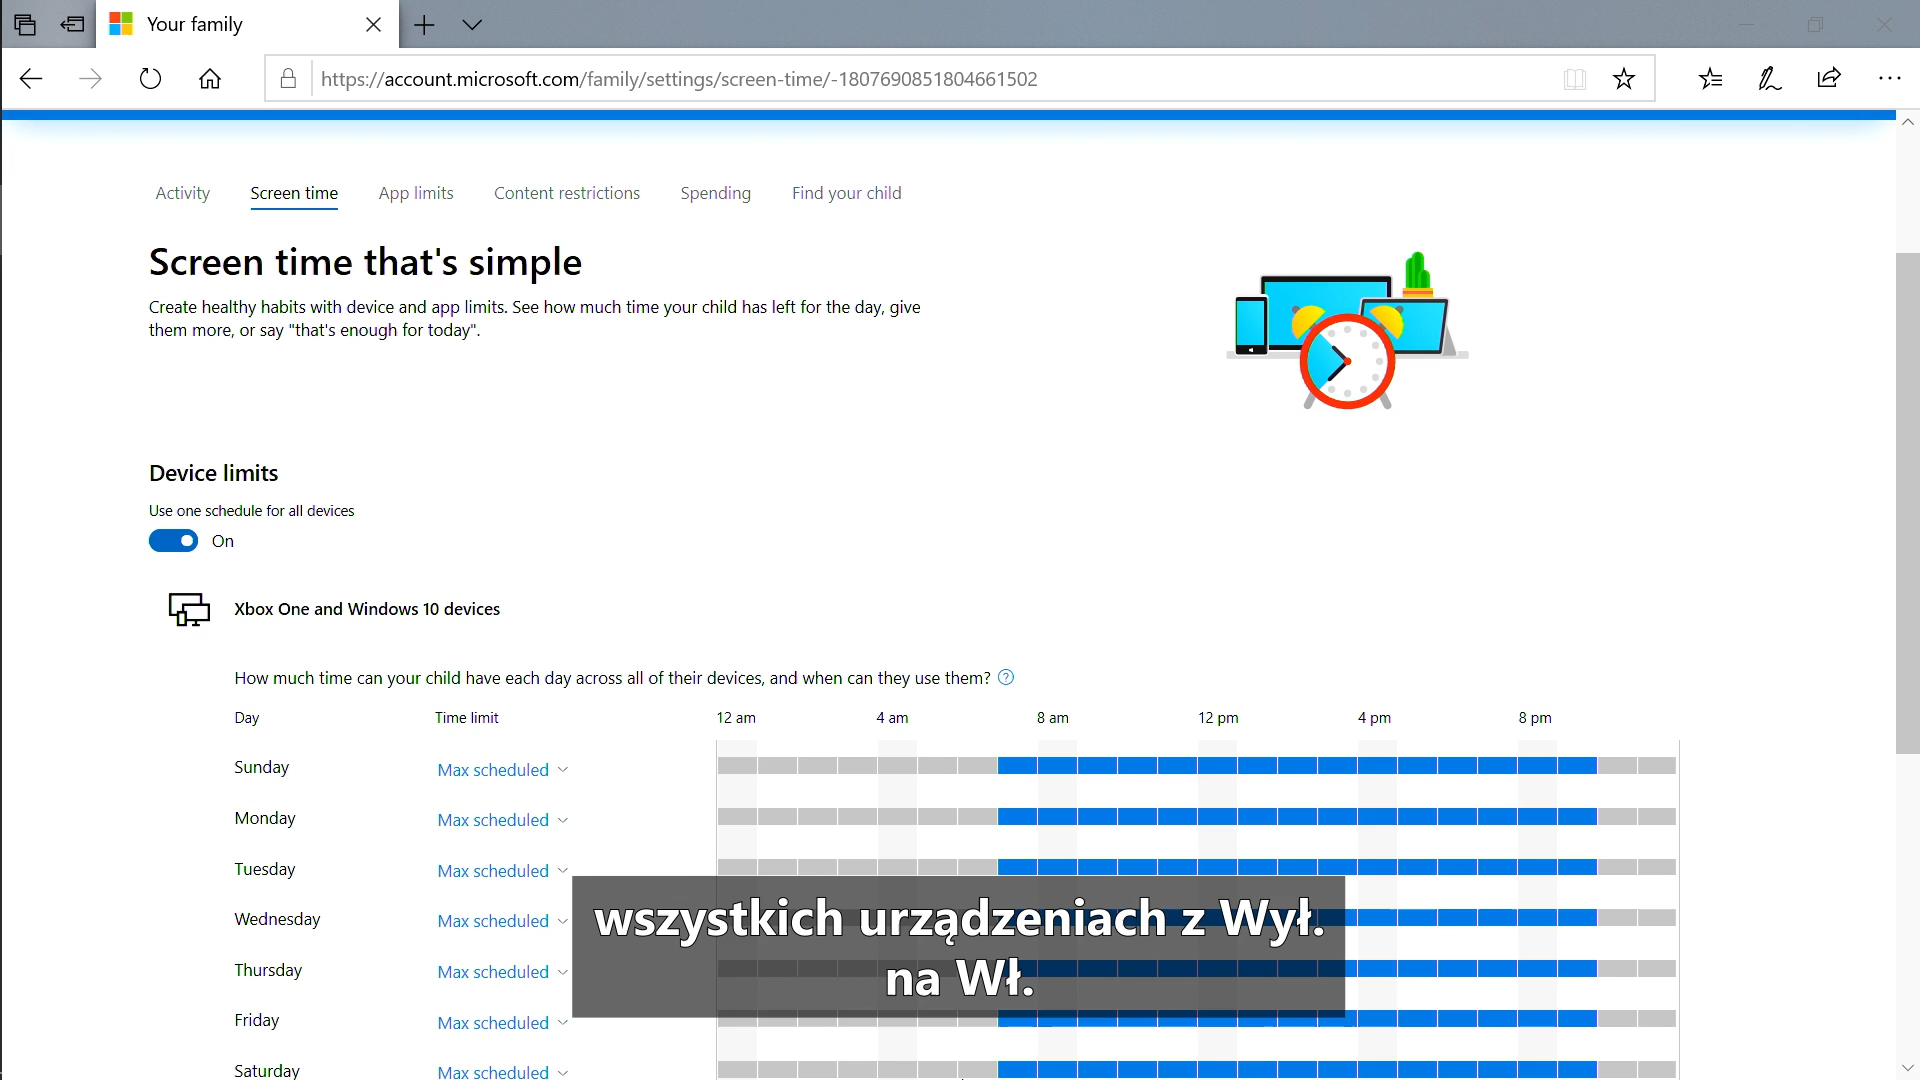 Your family
https://account.microsoft.com/family/settings/screen-time/-1807690851804661502
Activity Screen time App limits Content restrictions Spending Find your child
Screen time that's simple
Create healthy habits with device and app limits. See how much time your child has left for the day, give
them more, or say "that's enough for today".
Device limits
Use one schedule for all devices
On
Xbox One and Windows 10 devices
How much time can your child have each day across all of their devices, and when can they use them? ?
Day Time limit 12 am 4 am 8 am 12 pm 4 pm 8 pm
Sunday Max scheduled
Monday Max scheduled
Tuesday Max scheduled
Wednesday Max scheduled
Thursday Max scheduled
Friday Max scheduled
Saturday Max scheduled
wszystkich urządzeniach z Wył.
na Wł.